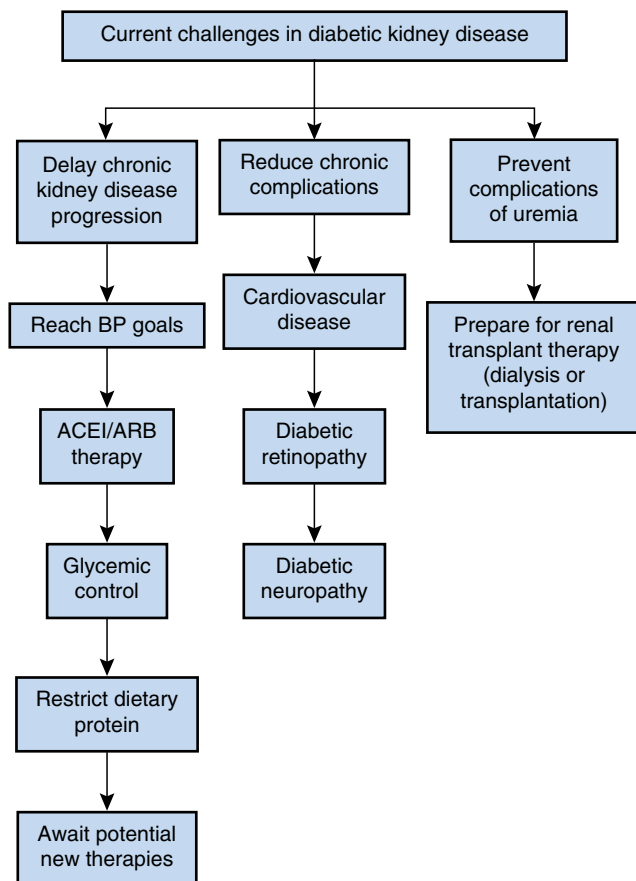 Current challenges in diabetic kidney disease
Delay chronic
kidney disease
progression
Reach BP goals
ACEI/ARB
therapy
Glycemic
control
Restrict dietary
protein
Await potential
new therapies
Reduce chronic
complications
Cardiovascular
disease
Diabetic
retinopathy
Diabetic
neuropathy
Prevent
complications
of uremia
Prepare for renal
transplant therapy
(dialysis or
transplantation)